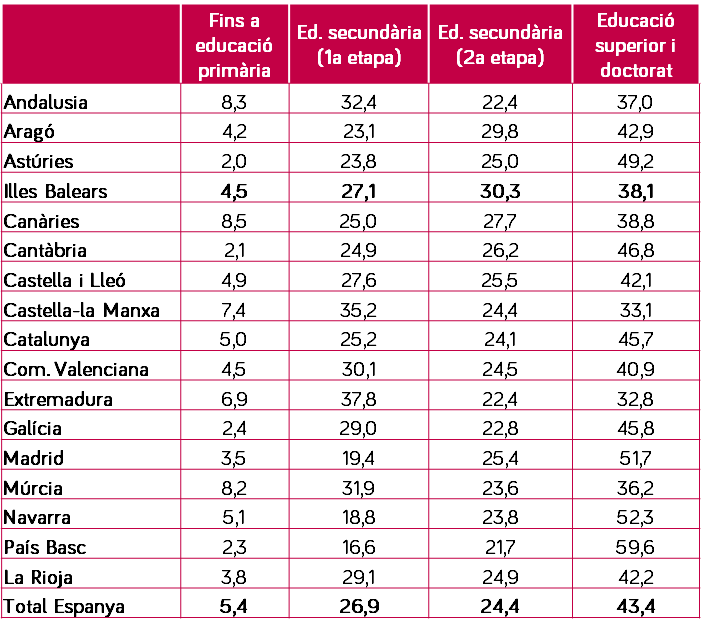 Fins a educació primària Ed. secundària (1a etapa) Ed. secundària (2a etapa) Educació superior i doctorat
Andalusia 8,3 32,4 22,4 37,0
Aragó 4,2 23,1 29,8 42,9
Astúries 2,0 23,8 25,0 49,2
Illes Balears 4,5 27,1 30,3 38,1
Canàries 8,5 25,0 27,7 38,8
Cantàbria 2,1 24,9 26,2 46,8
Castella i Lleó 4,9 27,6 25,5 42,1
Castella-la Manxa 7,4 35,2 24,4 33,1
Catalunya 5,0 25,2 24,1 45,7
Com. Valenciana 4,5 30,1 24,5 40,9
Extremadura 6,9 37,8 22,4 32,8
Galícia 2,4 29,0 22,8 45,8
Madrid 3,5 19,4 25,4 51,7
Múrcia 8,2 31,9 23,6 36,2
Navarra 5,1 18,8 23,8 52,3
País Basc 2,3 16,6 21,7 59,6
La Rioja 3,8 29,1 24,9 42,2
Total Espanya 5,4 26,9 24,4 43,4